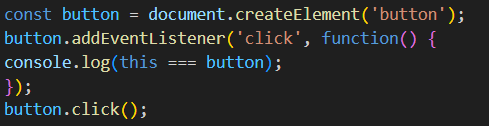 const button = document.createElement('button');
button.addEventListener('click', function() {
console.log(this === button);
});
button.click();